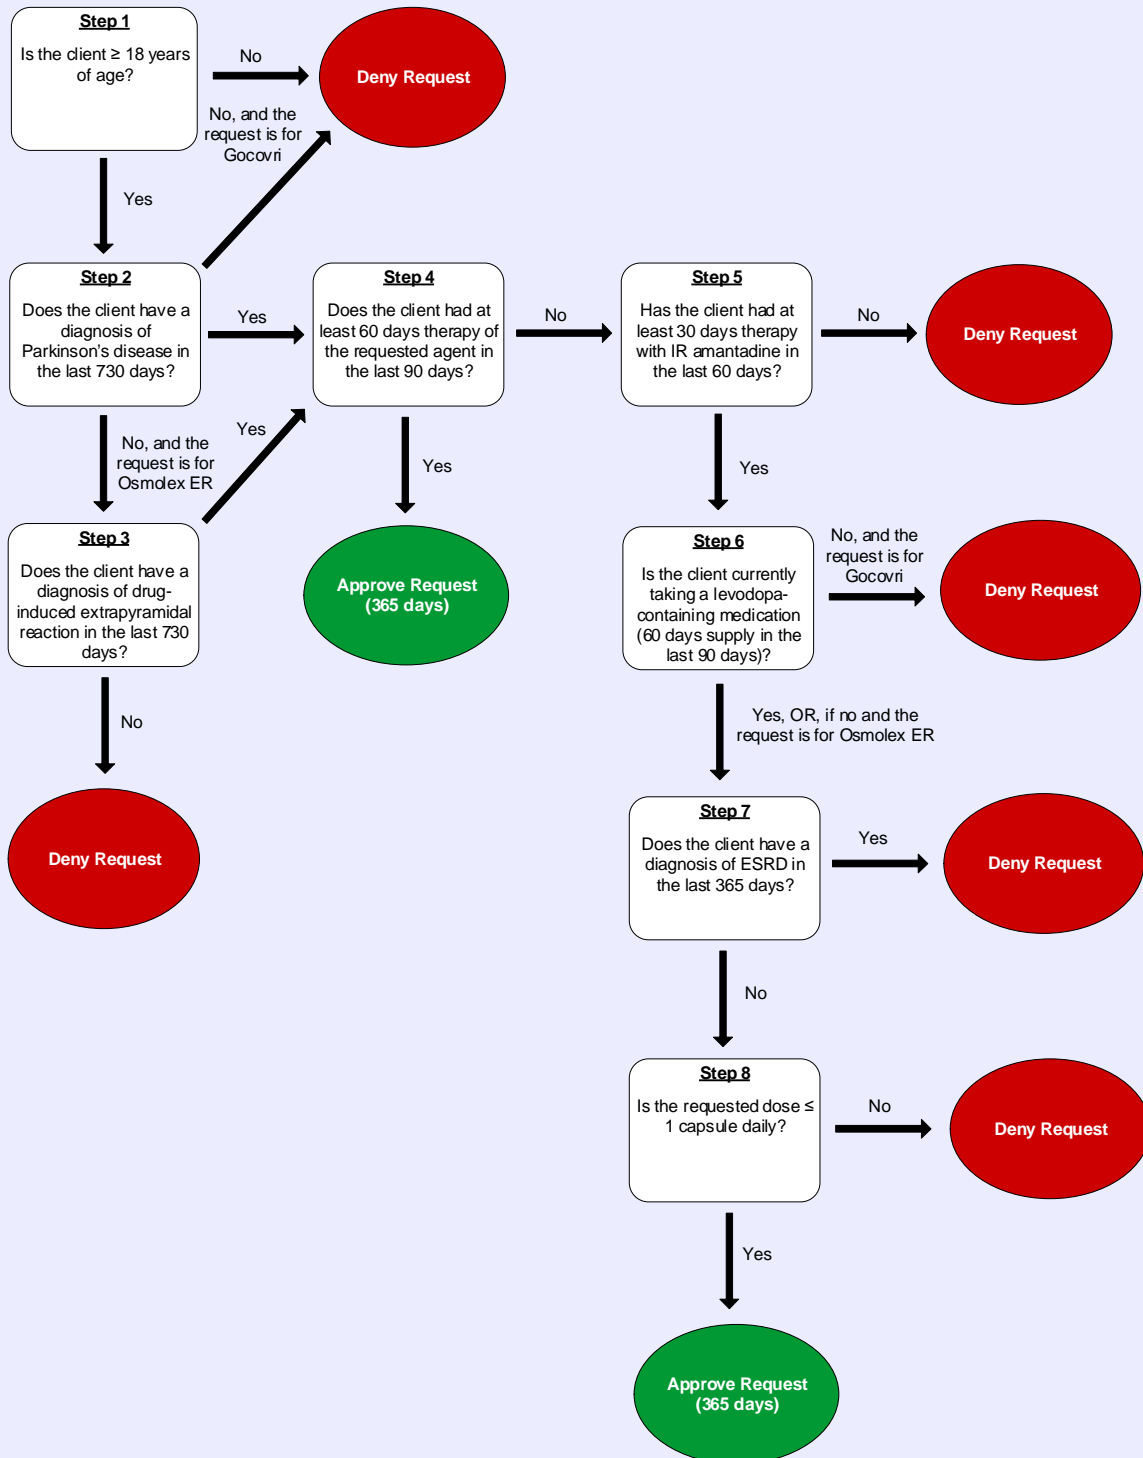 Step 1
Is the client ≥ 18 years
of age?
No
Deny Request
No, and the
request is for
Gocovri
Yes
Step 2
Does the client have a
diagnosis of
Parkinson's disease in
the last 730 days?
Yes
Step 4
Does the client had at
least 60 days therapy of
the requested agent in
the last 90 days?
No
Step 5
Has the client had at
least 30 days therapy
with IR amantadine in
the last 60 days?
No
Deny Request
No, and the
request is for
Osmolex ER
Yes
Yes
Yes
Step 3
Does the client have a
diagnosis of drug-
induced extrapyramidal
reaction in the last 730
days?
Approve Request
(365 days)
Step 6
Is the client currently
taking a levodopa-
containing medication
(60 days supply in the
last 90 days)?
No, and the
request is for
Gocovri
Deny Request
No
Yes, OR, if no and the
request is for Osmolex ER
Deny Request
Step 7
Does the client have a
diagnosis of ESRD in
the last 365 days?
Yes
Deny Request
No
Step 8
Is the requested dose ≤
1 capsule daily?
No
Deny Request
Yes
Approve Request
(365 days)